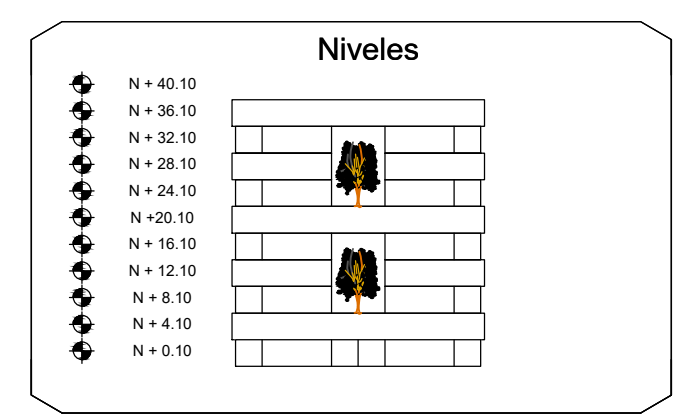 Niveles
N + 40.10
N + 36.10
N + 32.10
N + 28.10
N + 24.10
N +20.10
N + 16.10
N + 12.10
N + 8.10
N + 4.10
N + 0.10